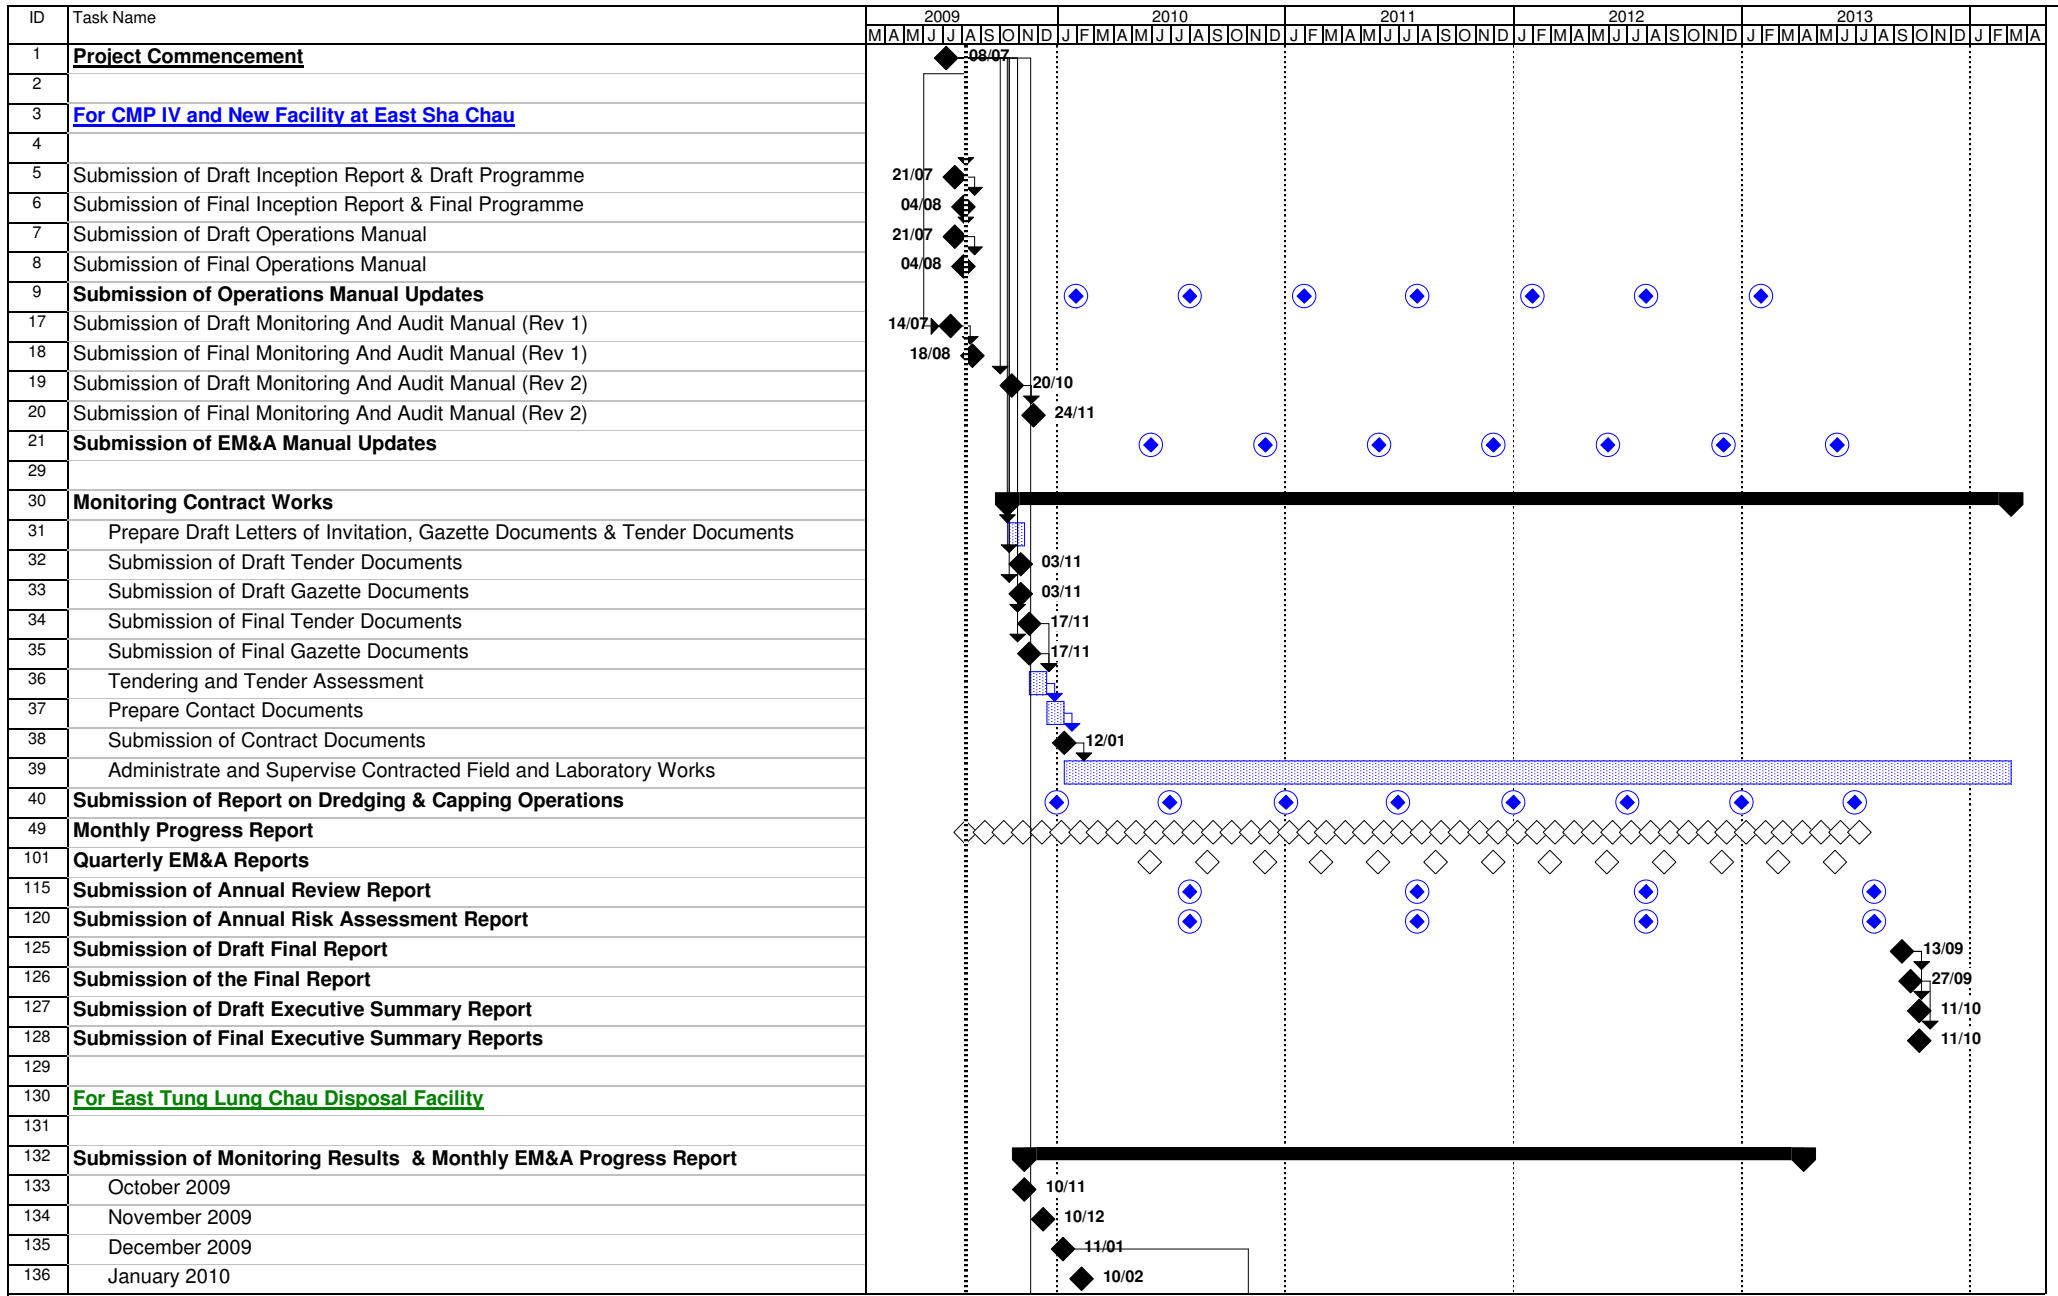 ID Task Name 2009 2010 2011 2012 2013
M A M J J A S O N D J F M A M J J A S O N D J F M A M J J A S O N D J F M A M J J A S O N D J F M A M J J A S O N D J F M A
1 Project Commencement 08/07
2
3 For CMP IV and New Facility at East Sha Chau
4
5 Submission of Draft Inception Report & Draft Programme 21/07
6 Submission of Final Inception Report & Final Programme 04/08
7 Submission of Draft Operations Manual 21/07
8 Submission of Final Operations Manual 04/08
9 Submission of Operations Manual Updates
17 Submission of Draft Monitoring And Audit Manual (Rev 1) 14/07
18 Submission of Final Monitoring And Audit Manual (Rev 1) 18/08
19 Submission of Draft Monitoring And Audit Manual (Rev 2) 20/10
20 Submission of Final Monitoring And Audit Manual (Rev 2) 24/11
21 Submission of EM&A Manual Updates
29
30 Monitoring Contract Works
31 Prepare Draft Letters of Invitation, Gazette Documents & Tender Documents
32 Submission of Draft Tender Documents 03/11
33 Submission of Draft Gazette Documents 03/11
34 Submission of Final Tender Documents 17/11
35 Submission of Final Gazette Documents 17/11
36 Tendering and Tender Assessment
37 Prepare Contact Documents
38 Submission of Contract Documents 12/01
39 Administrate and Supervise Contracted Field and Laboratory Works
40 Submission of Report on Dredging & Capping Operations
49 Monthly Progress Report
101 Quarterly EM&A Reports
115 Submission of Annual Review Report
120 Submission of Annual Risk Assessment Report
125 Submission of Draft Final Report 13/09
126 Submission of the Final Report 27/09
127 Submission of Draft Executive Summary Report 11/10
128 Submission of Final Executive Summary Reports 11/10
129
130 For East Tung Lung Chau Disposal Facility
131
132 Submission of Monitoring Results & Monthly EM&A Progress Report
133 October 2009 10/11
134 November 2009 10/12
135 December 2009 11/01
136 January 2010 10/02